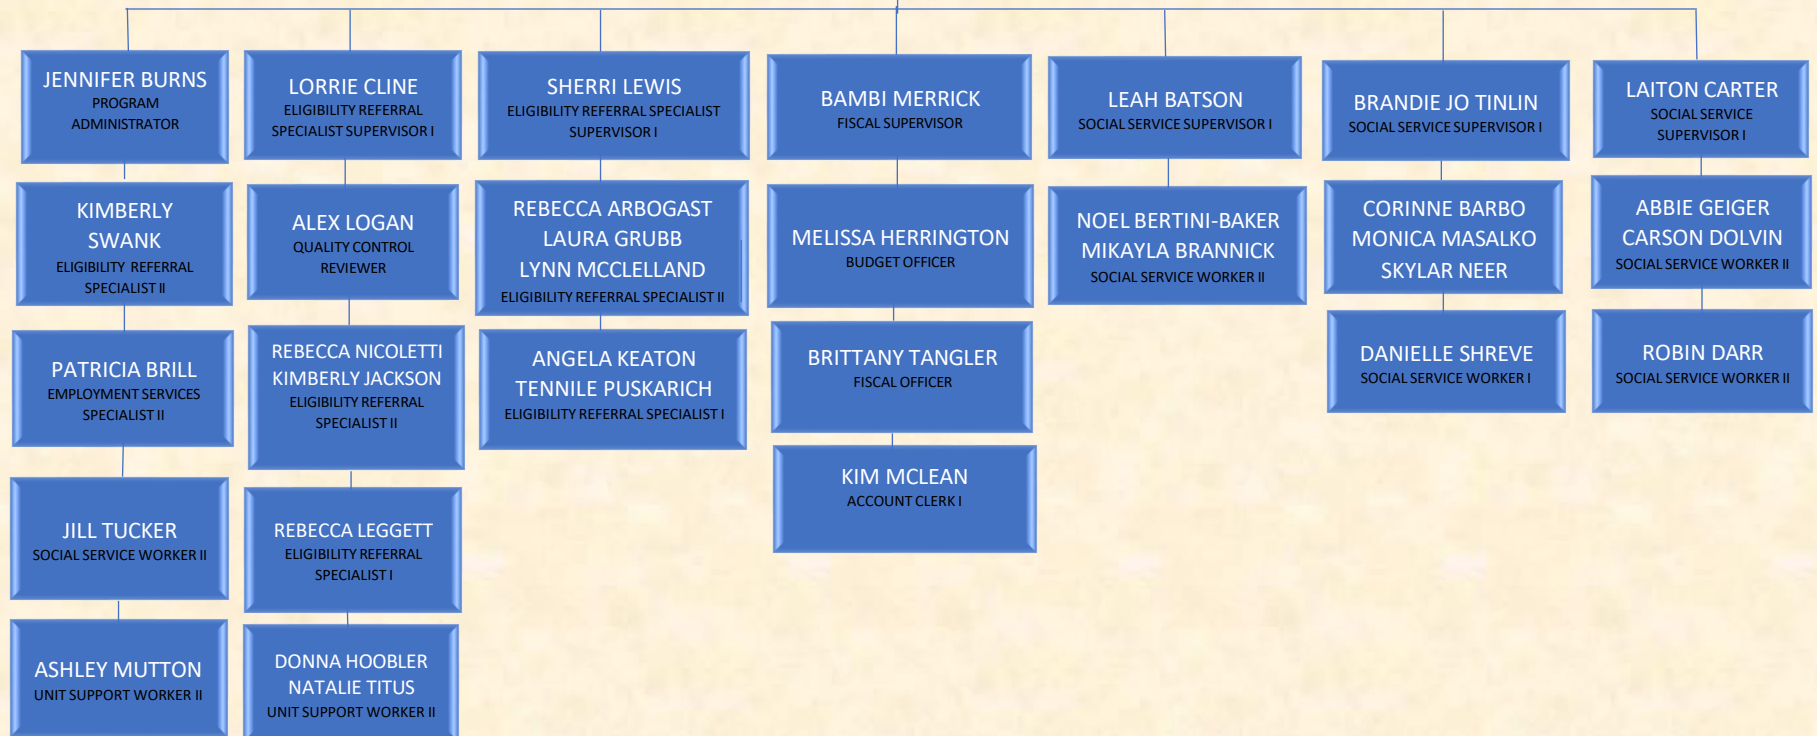 JENNIFER BURNS
PROGRAM
ADMINISTRATOR
KIMBERLY
SWANK
ELIGIBILITY REFERRAL
SPECIALIST II
PATRICIA BRILL
EMPLOYMENT SERVICES
SPECIALIST II
JILL TUCKER
SOCIAL SERVICE WORKER II
ASHLEY MUTTON
UNIT SUPPORT WORKER II
LORRIE CLINE
ELIGIBILITY REFERRAL
SPECIALIST SUPERVISOR I
ALEX LOGAN
QUALITY CONTROL
REVIEWER
REBECCA NICOLETTI
KIMBERLY JACKSON
ELIGIBILITY REFERRAL
SPECIALIST II
REBECCA LEGGETT
ELIGIBILITY REFERRAL
SPECIALIST I
DONNA HOOBLER
NATALIE TITUS
UNIT SUPPORT WORKER II
SHERRI LEWIS
ELIGIBILITY REFERRAL SPECIALIST
SUPERVISOR I
REBECCA ARBOGAST
LAURA GRUBB
LYNN MCCLELLAND
ELIGIBILITY REFERRAL SPECIALIST II
ANGELA KEATON
TENNILE PUSKARICH
ELIGIBILITY REFERRAL SPECIALIST I
BAMBI MERRICK
FISCAL SUPERVISOR
MELISSA HERRINGTON
BUDGET OFFICER
BRITTANY TANGLER
FISCAL OFFICER
KIM MCLEAN
ACCOUNT CLERK I
LEAH BATSON
SOCIAL SERVICE SUPERVISOR I
NOEL BERTINI-BAKER
MIKAYLA BRANNICK
SOCIAL SERVICE WORKER II
BRANDIE JO TINLIN
SOCIAL SERVICE SUPERVISOR I
CORINNE BARBO
MONICA MASALKO
SKYLAR NEER
DANIELLE SHREVE
SOCIAL SERVICE WORKER I
LAITON CARTER
SOCIAL SERVICE
SUPERVISOR I
ABBIE GEIGER
CARSON DOLVIN
SOCIAL SERVICE WORKER II
ROBIN DARR
SOCIAL SERVICE WORKER II